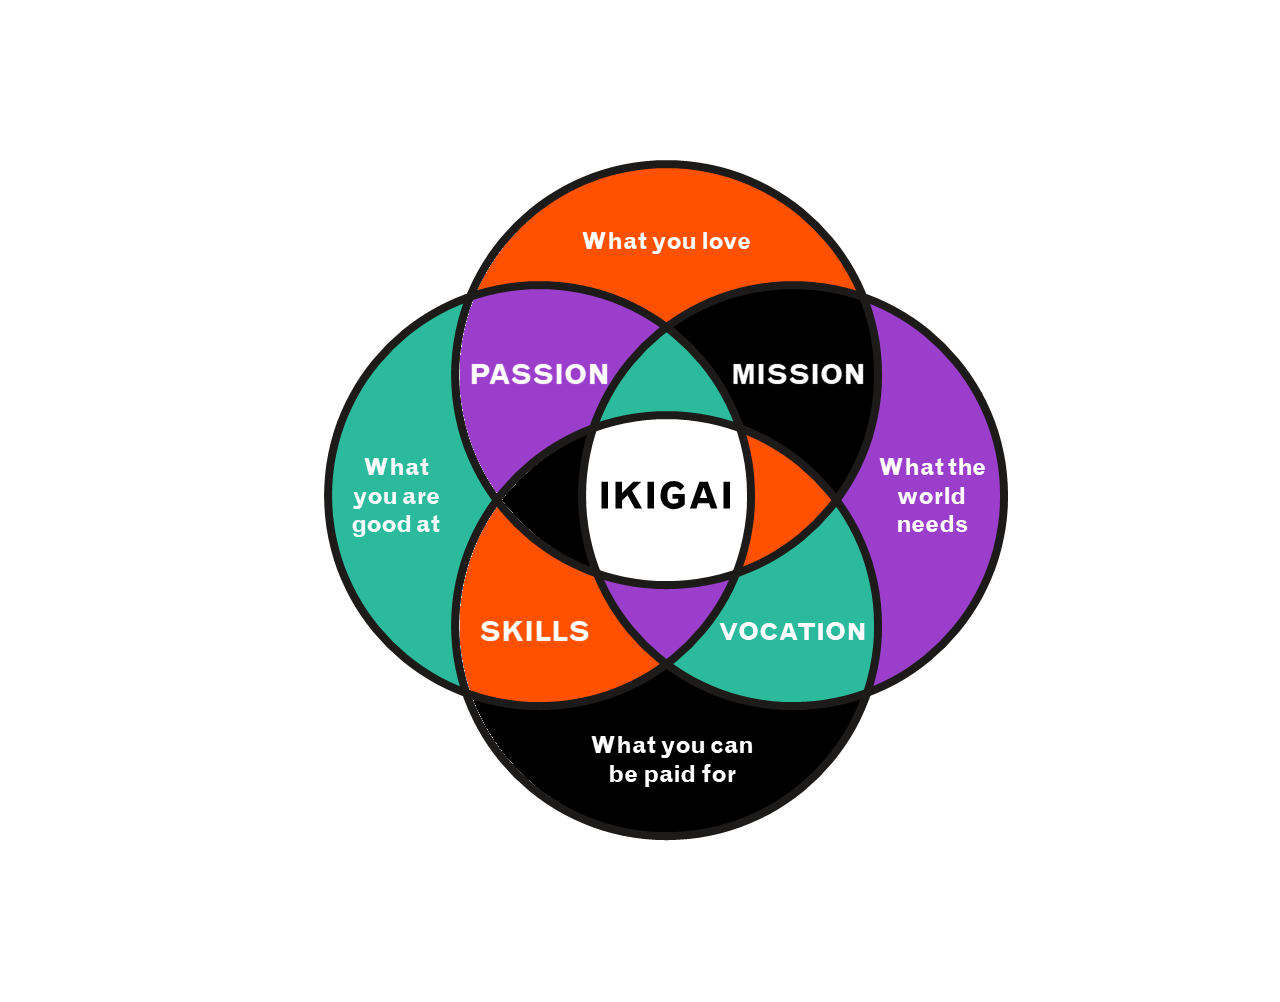 What you love
PASSION
MISSION
What
you are
good at
IKIGAI
What the
world
needs
SKILLS
VOCATION
What you can
be paid for